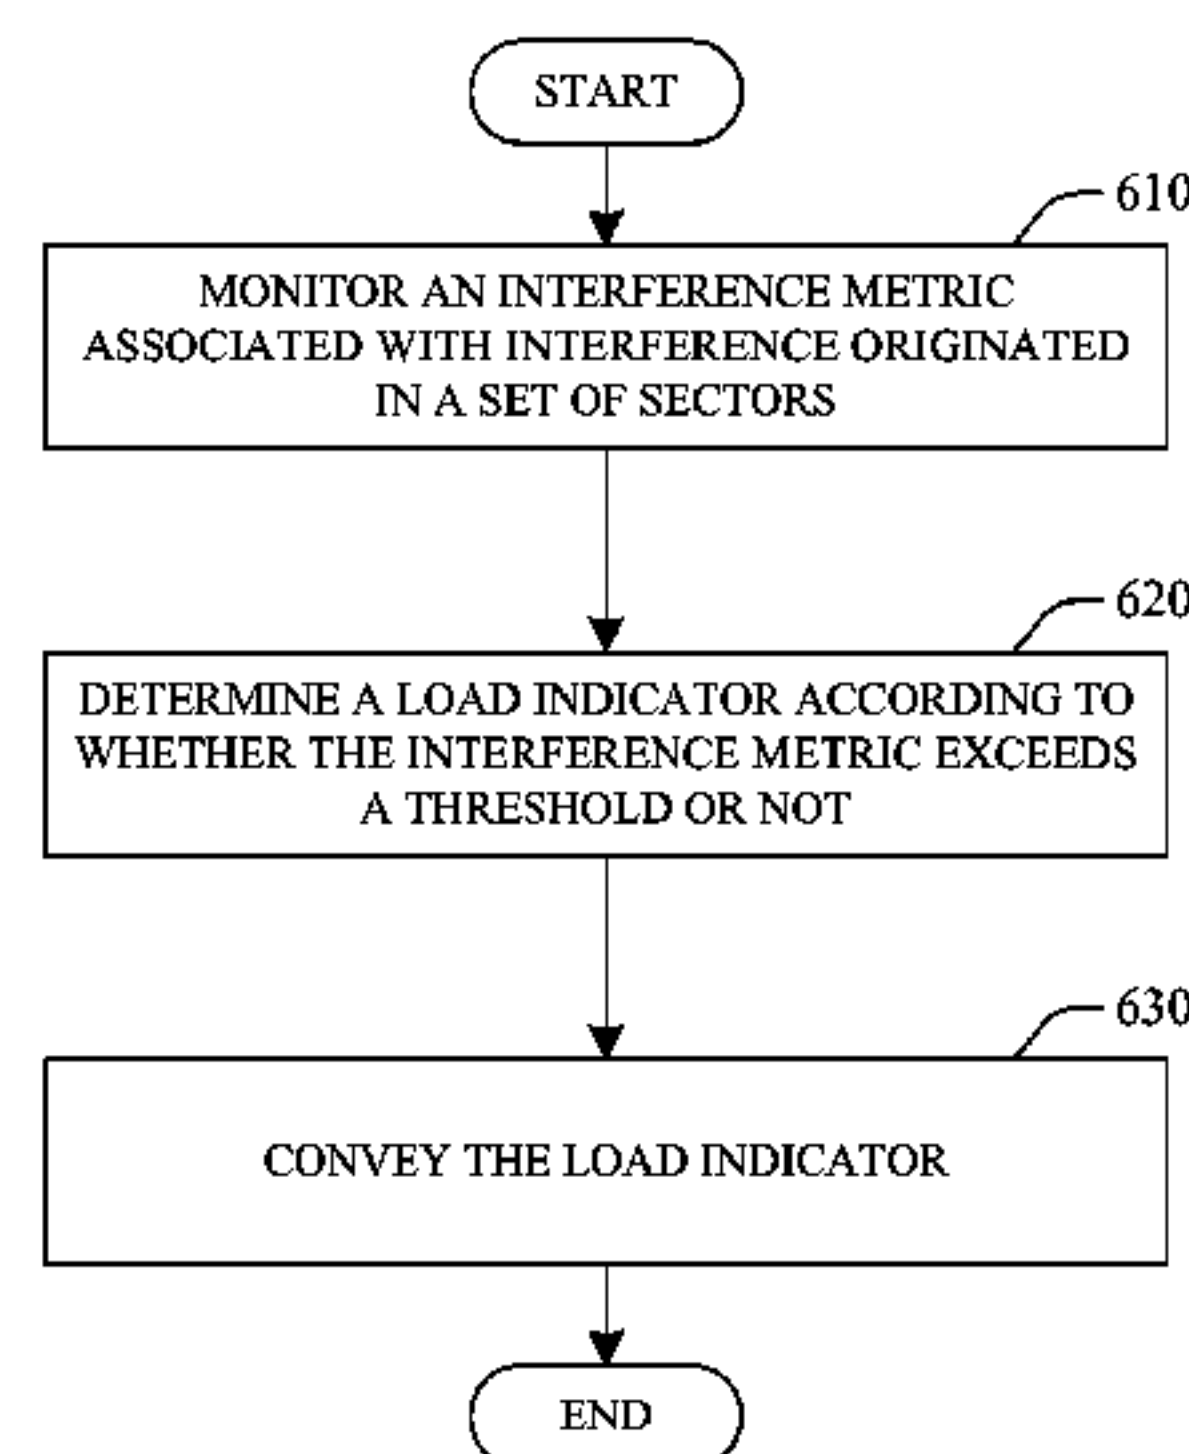 START
610
MONITOR AN INTERFERENCE METRIC
ASSOCIATED WITH INTERFERENCE ORIGINATED
IN A SET OF SECTORS
620
DETERMINE A LOAD INDICATOR ACCORDING TO
WHETHER THE INTERFERENCE METRIC EXCEEDS
A THRESHOLD OR NOT
630
CONVEY THE LOAD INDICATOR
END